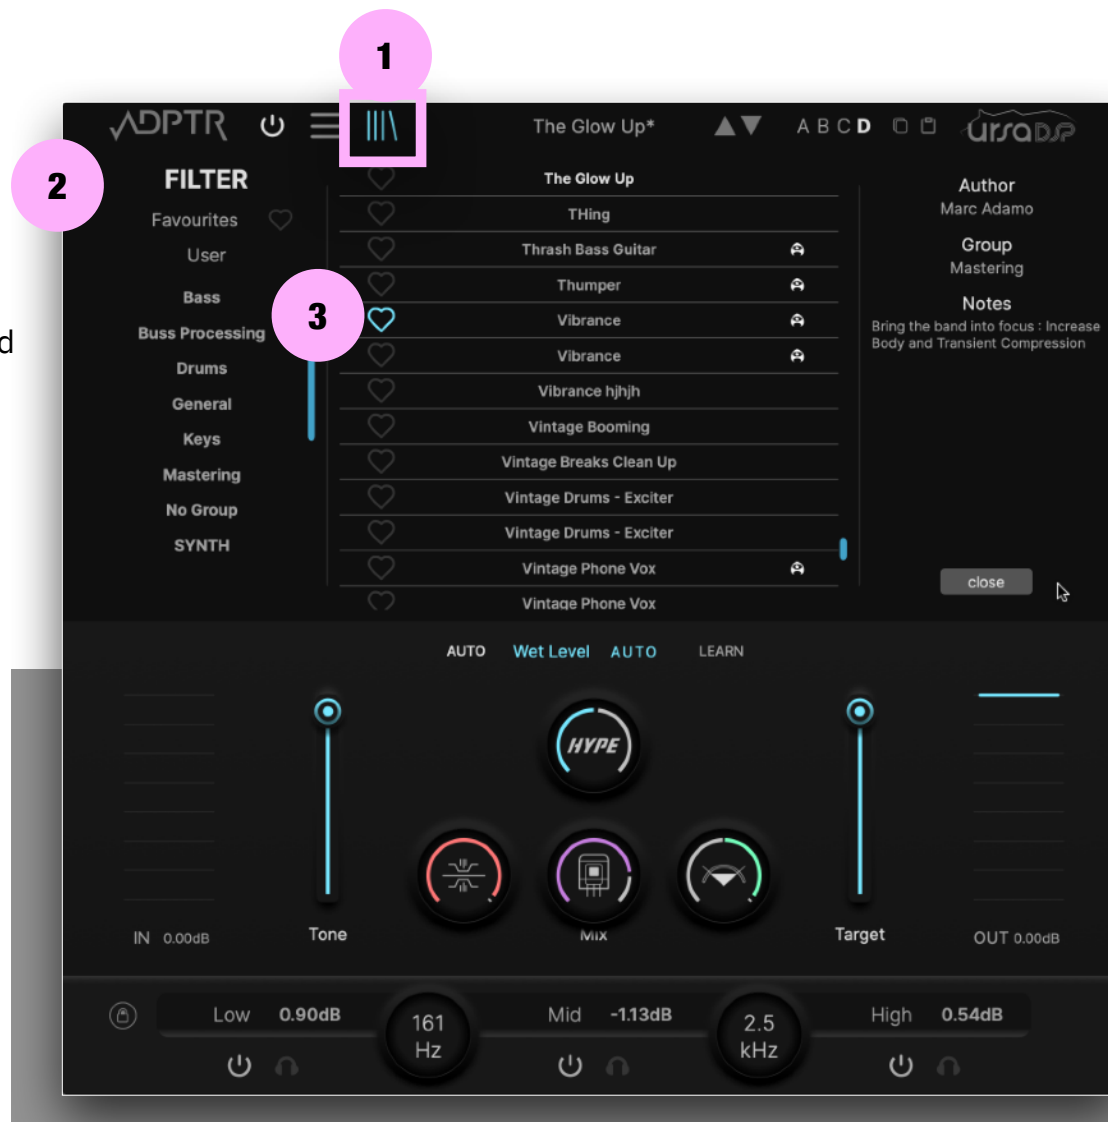 1
ADPTR
The Glow Up*
A B C D
ursa DSP
2
FILTER
Favourites
User
Bass
Buss Processing
Drums
General
Keys
Mastering
No Group
SYNTH
3
The Glow Up
THing
Thrash Bass Guitar
Thumper
Vibrance
Vibrance
Vibrance hjhjh
Vintage Booming
Vintage Breaks Clean Up
Vintage Drums - Exciter
Vintage Drums - Exciter
Vintage Phone Vox
Vintage Phone Vox
Author
Marc Adamo
Group
Mastering
Notes
Bring the band into focus : Increase
Body and Transient Compression
close
d
AUTO Wet Level AUTO LEARN
HYPE
IN 0.00dB
Tone
Mix
Target
OUT 0.00dB
Low 0.90dB
161
Hz
Mid -1.13dB
2.5
kHz
High 0.54dB